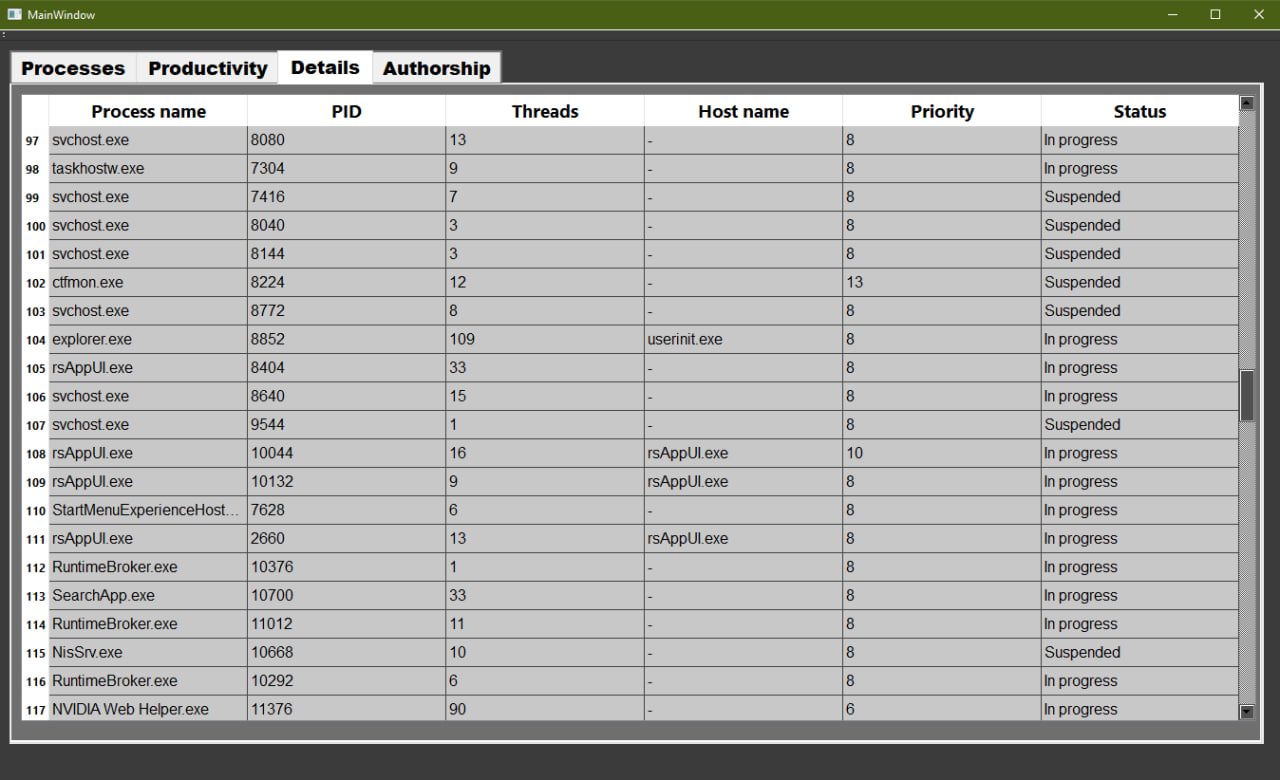 MainWindow
Processes Productivity Details Authorship
Process name PID Threads Host name Priority Status
97 svchost.exe 8080 13 - 8 In progress
98 taskhostw.exe 7304 9 - 8 In progress
99 svchost.exe 7416 7 - 8 Suspended
100 svchost.exe 8040 3 - 8 Suspended
101 svchost.exe 8144 3 - 8 Suspended
102 ctfmon.exe 8224 12 - 13 Suspended
103 svchost.exe 8772 8 - 8 Suspended
104 explorer.exe 8852 109 userinit.exe 8 In progress
105 rsAppUI.exe 8404 33 - 8 In progress
106 svchost.exe 8640 15 - 8 In progress
107 svchost.exe 9544 1 - 8 Suspended
108 rsAppUI.exe 10044 16 rsAppUI.exe 10 In progress
109 rsAppUI.exe 10132 9 rsAppUI.exe 8 In progress
110 StartMenuExperienceHost... 7628 6 - 8 In progress
111 rsAppUI.exe 2660 13 rsAppUI.exe 8 In progress
112 RuntimeBroker.exe 10376 1 - 8 In progress
113 SearchApp.exe 10700 33 - 8 In progress
114 RuntimeBroker.exe 11012 11 - 8 In progress
115 NisSrv.exe 10668 10 - 8 Suspended
116 RuntimeBroker.exe 10292 6 - 8 In progress
117 NVIDIA Web Helper.exe 11376 90 - 6 In progress